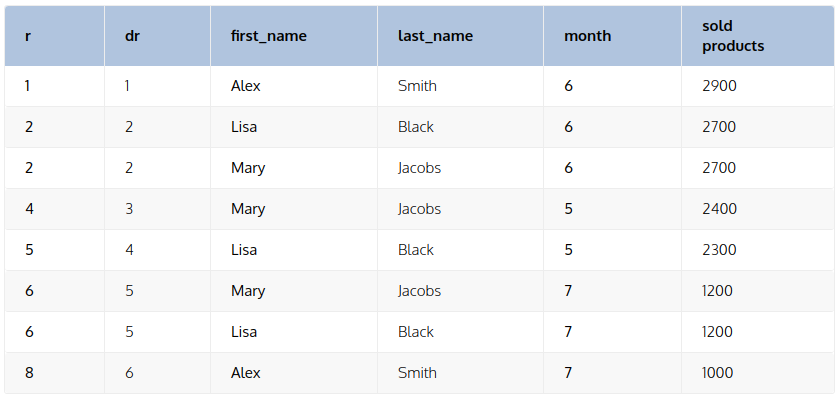 r dr first_name last_name month sold products
1 1 Alex Smith 6 2900
2 2 Lisa Black 6 2700
2 2 Mary Jacobs 6 2700
4 3 Mary Jacobs 5 2400
5 4 Lisa Black 5 2300
6 5 Mary Jacobs 7 1200
6 5 Lisa Black 7 1200
8 6 Alex Smith 7 1000